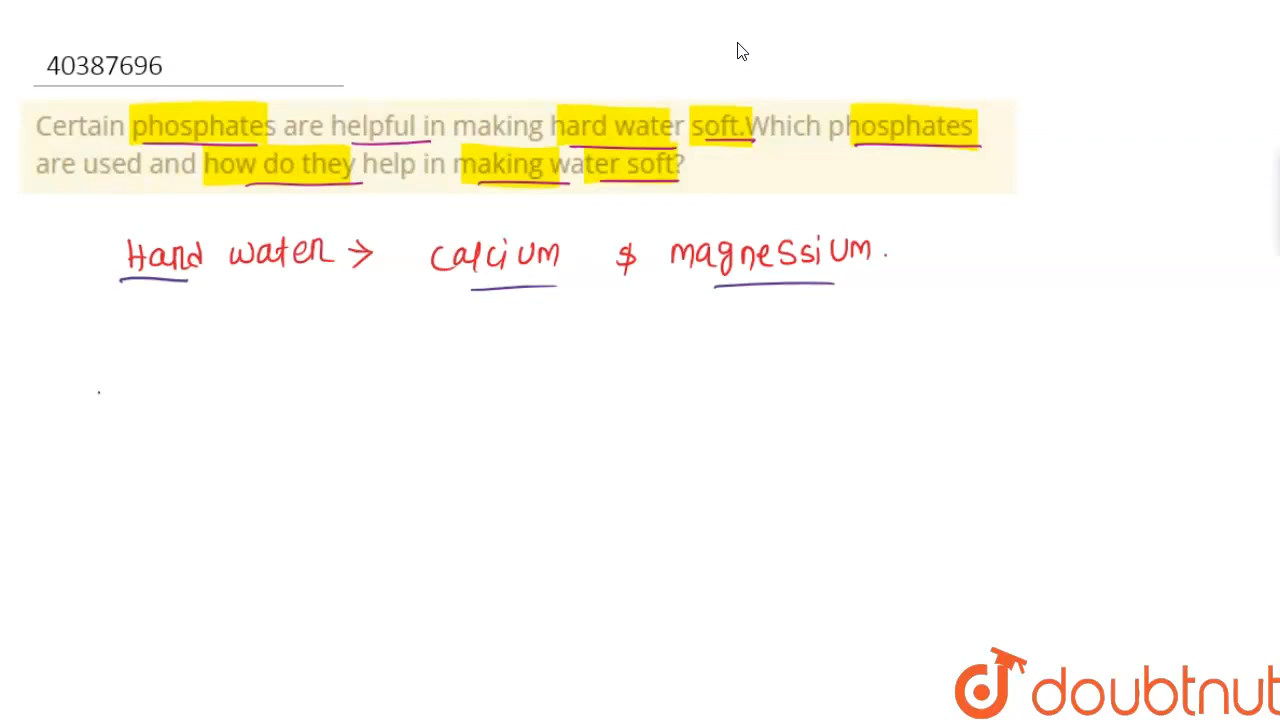 40387696
Certain phosphates are helpful in making hard water soft.Which phosphates
are used and how do they help in making water soft?
Hard water → calcium & magnessium.
doubtnut